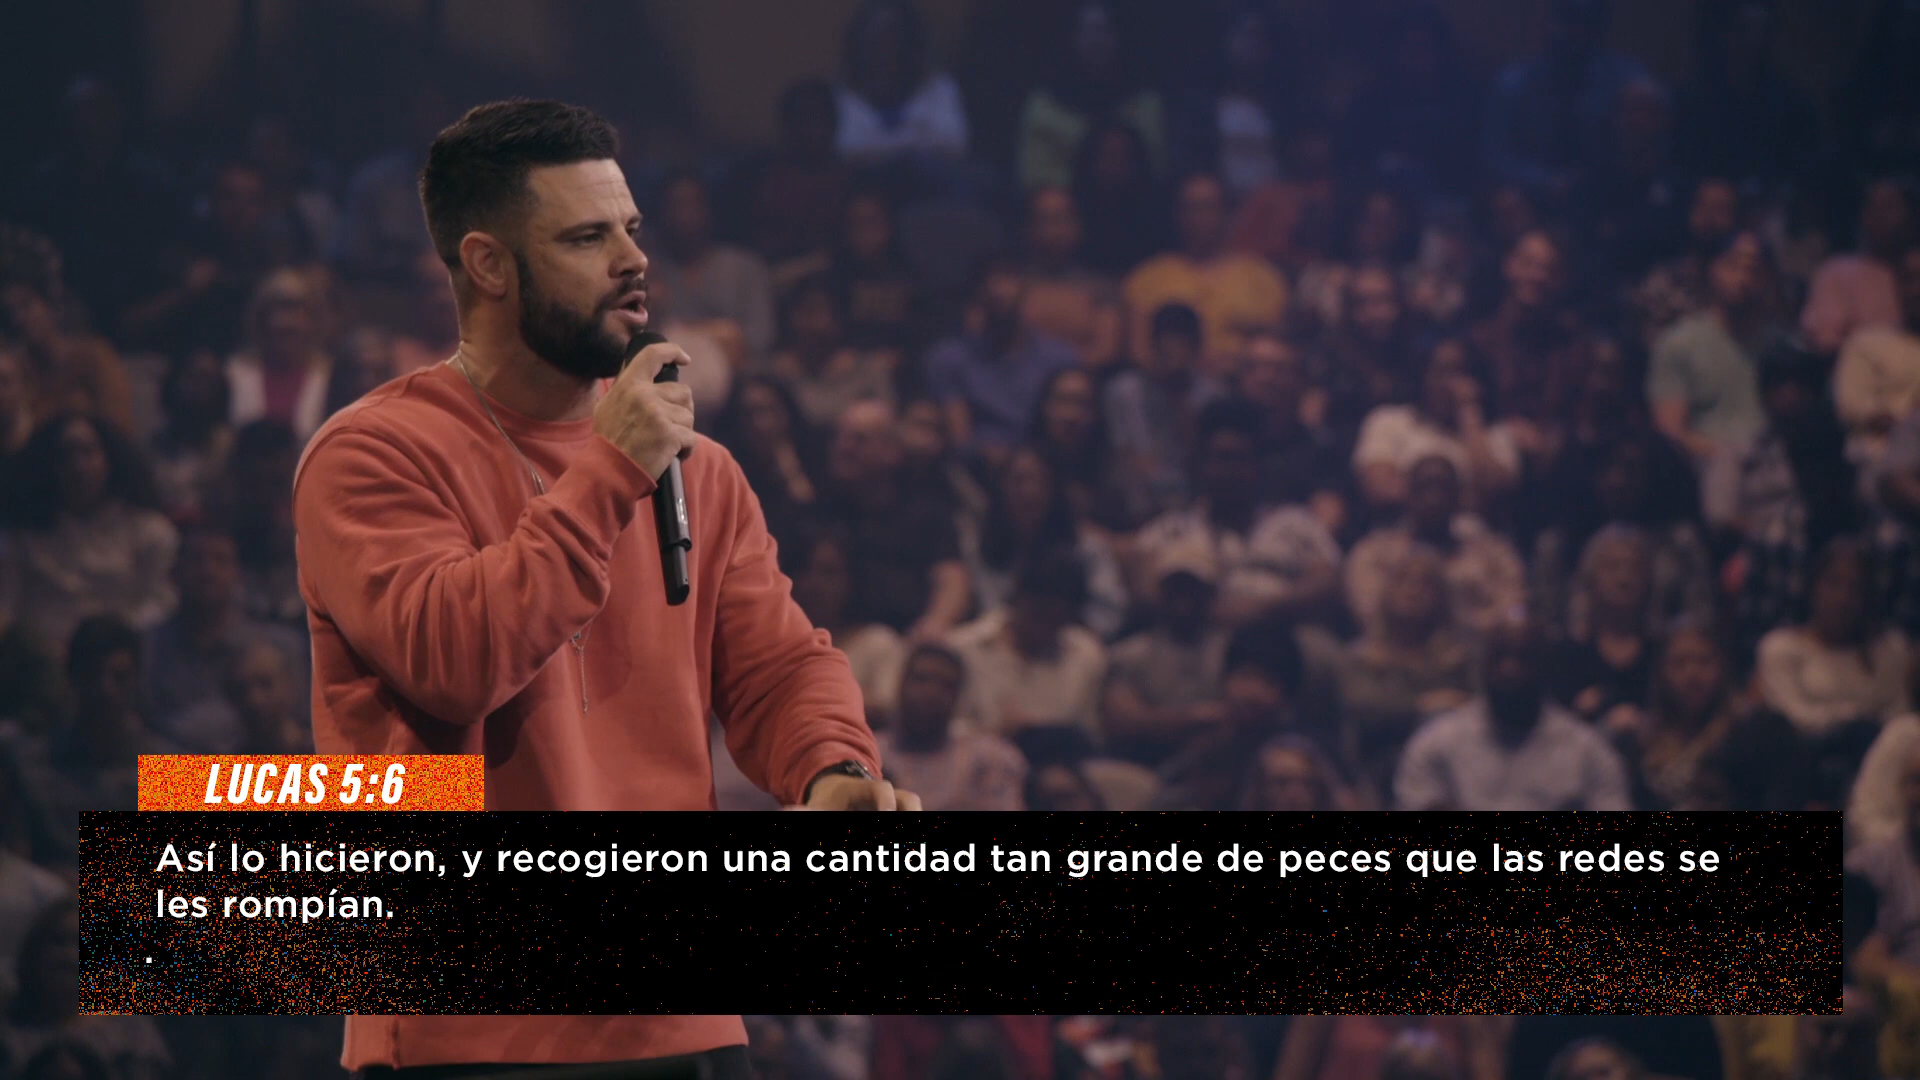 LUCAS 5:6
Así lo hicieron, y recogieron una cantidad tan grande de peces que las redes se
les rompían.
.